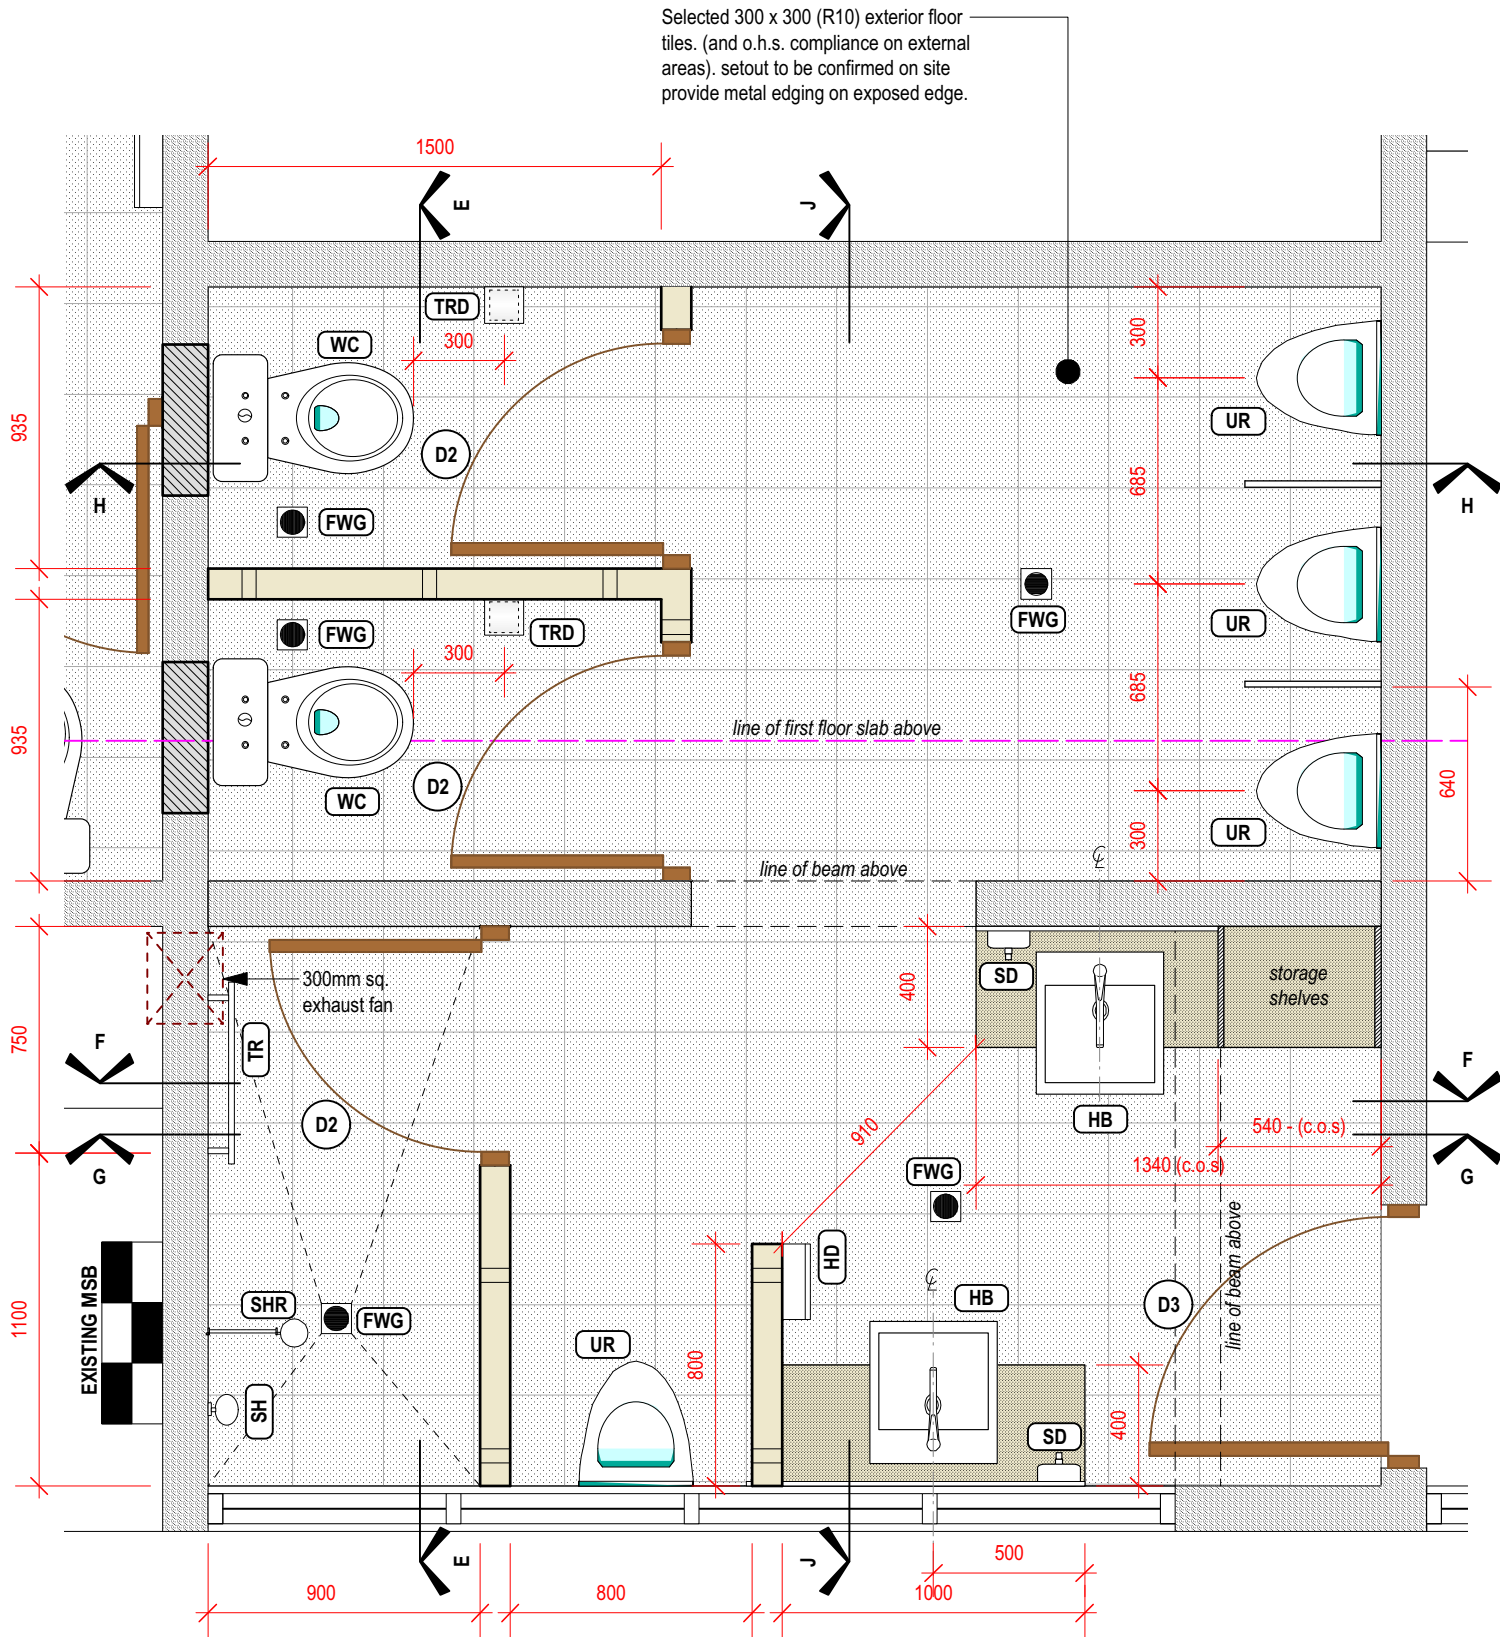 Selected 300 x 300 (R10) exterior floor
tiles. (and o.h.s. compliance on external
areas). setout to be confirmed on site
provide metal edging on exposed edge.
1500
E
J
TRD
300
WC
300
UR
935
D2
H
H
685
FWG
FWG
TRD
FWG
UR
300
685
935
line of first floor slab above
D2
WC
640
UR
300
℄
line of beam above
SD
storage
shelves
300mm sq.
exhaust fan
400
750
TR
F
F
D2
910
HB
540 - (c.o.s)
1340 (c.o.s)
G
G
FWG
line of beam above
HD
EXISTING MSB
℄
HB
D3
1100
SHR
FWG
UR
800
400
SH
SD
E
J
500
900
800
1000